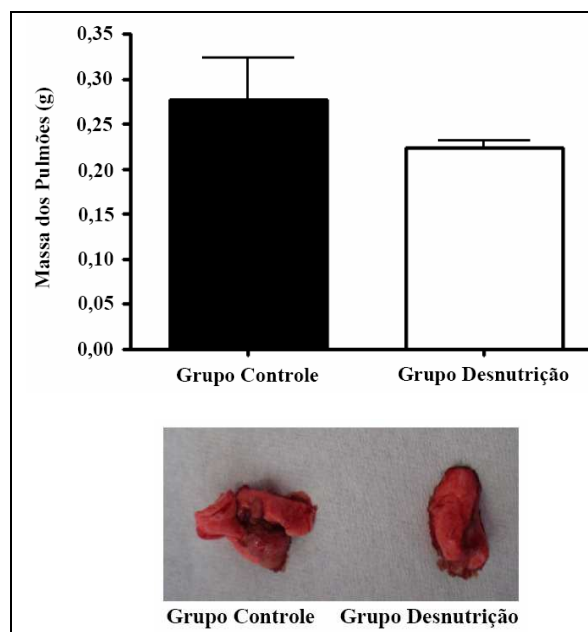 0,35
0,30
0,25
0,20
0,15
0,10
0,05
0,00
Massa dos Pulmões (g)
Grupo Controle Grupo Desnutrição
Grupo Controle Grupo Desnutrição